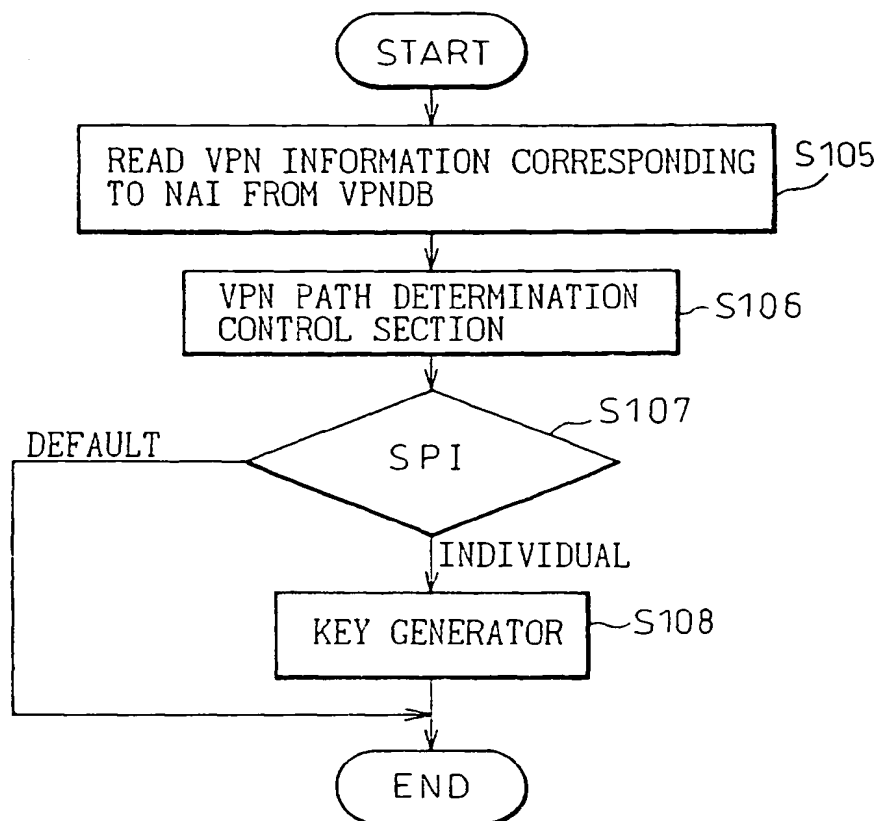 START
READ VPN INFORMATION CORRESPONDING
TO NAI FROM VPNDB
S105
VPN PATH DETERMINATION
CONTROL SECTION
S106
S107
DEFAULT
SPI
INDIVIDUAL
KEY GENERATOR
S108
END